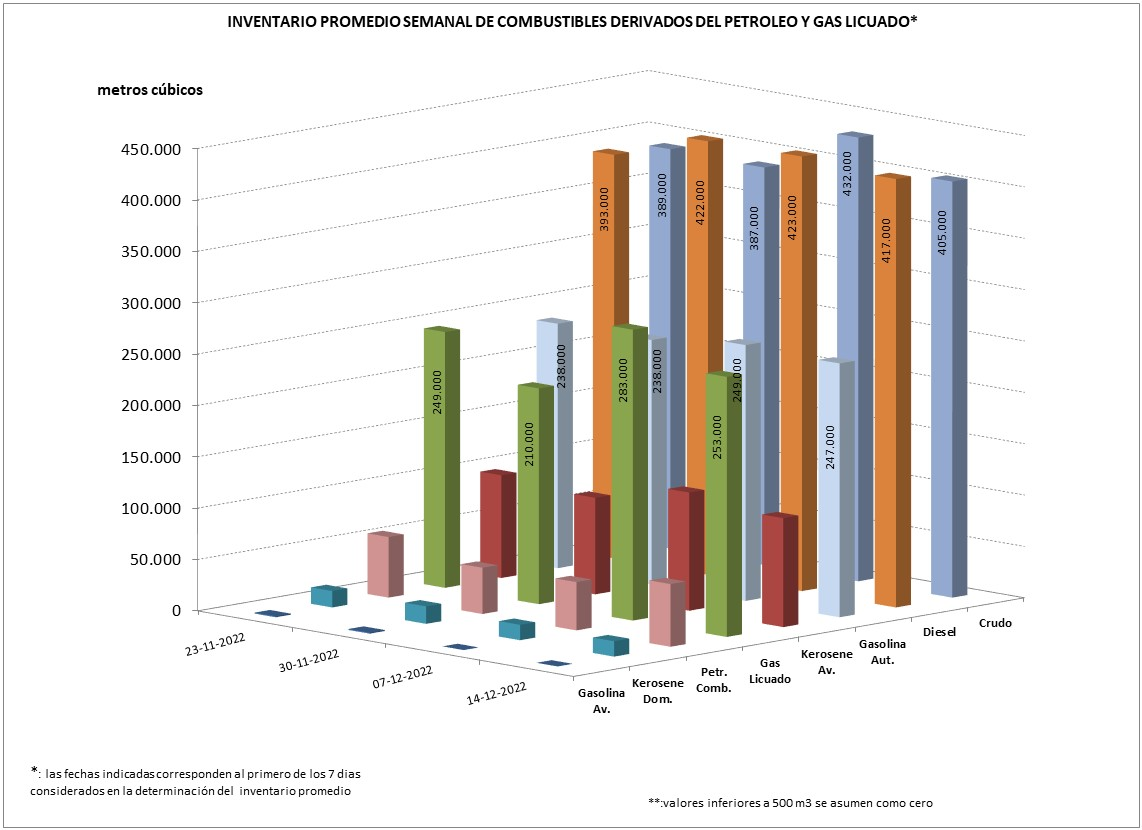 INVENTARIO PROMEDIO SEMANAL DE COMBUSTIBLES DERIVADOS DEL PETROLEO Y GAS LICUADO*
metros cúbicos
450.000
400.000
350.000
300.000
250.000
200.000
150.000
100.000
50.000
0
393.000
389.000
422.000
387.000
423.000
432.000
417.000
405.000
249.000
238.000
210.000
283.000
238.000
253.000
249.000
247.000
23-11-2022
30-11-2022
07-12-2022
14-12-2022
Gasolina
Av.
Kerosene
Dom.
Petr.
Comb.
Gas
Licuado
Kerosene
Av.
Gasolina
Aut.
Diesel
Crudo
*: las fechas indicadas corresponden al primero de los 7 dias
considerados en la determinación del inventario promedio
**:valores inferiores a 500 m3 se asumen como cero